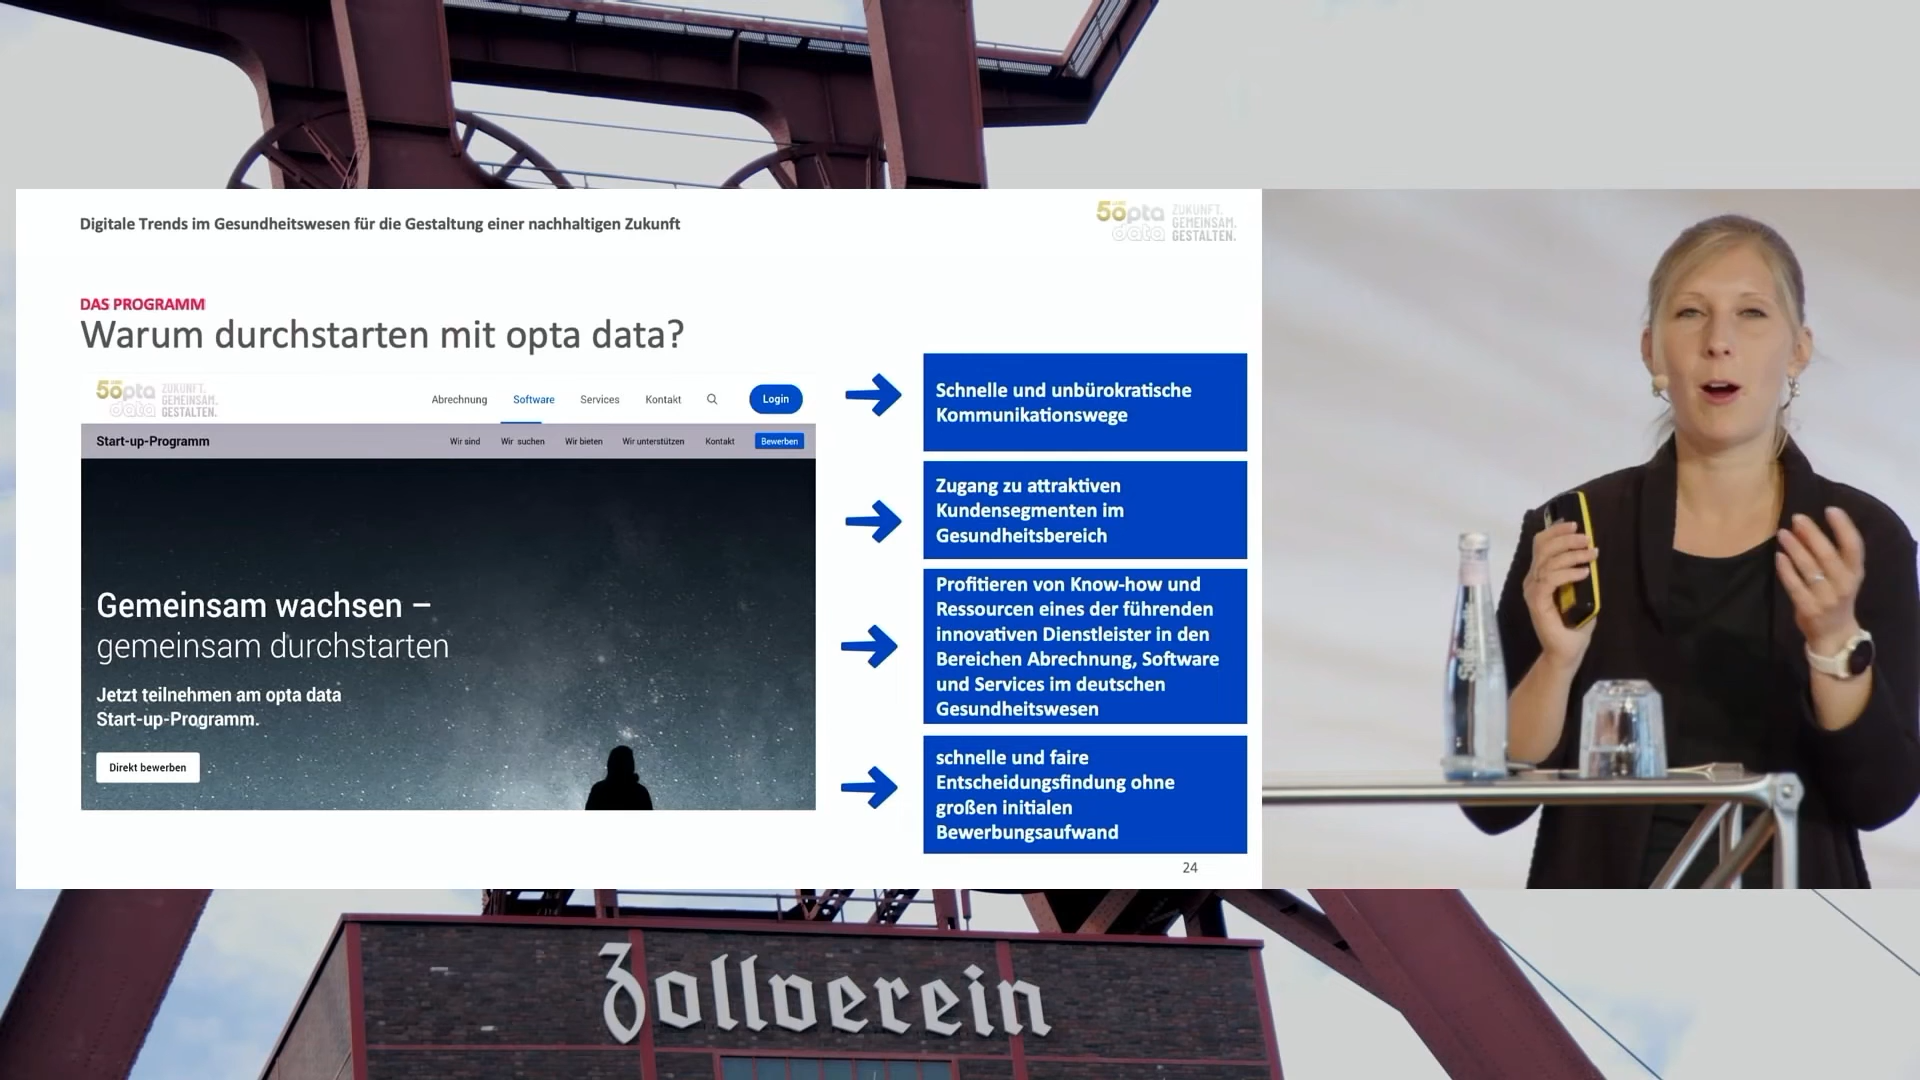 Digitale Trends im Gesundheitswesen für die Gestaltung einer nachhaltigen Zukunft
50pta
data
ZUKUNFT.
GEMEINSAM.
GESTALTEN.
DAS PROGRAMM
Warum durchstarten mit opta data?
50pta
data
ZUKUNFT.
GEMEINSAM.
GESTALTEN.
Abrechnung
Software
Services
Kontakt
Login
Start-up-Programm
Wir sind
Wir suchen
Wir bieten
Wir unterstützen
Kontakt
Bewerben
Gemeinsam wachsen –
gemeinsam durchstarten
Jetzt teilnehmen am opta data
Start-up-Programm.
Direkt bewerben
Schnelle und unbürokratische
Kommunikationswege
Zugang zu attraktiven
Kundensegmenten im
Gesundheitsbereich
Profitieren von Know-how und
Ressourcen eines der führenden
innovativen Dienstleister in den
Bereichen Abrechnung, Software
und Services im deutschen
Gesundheitswesen
schnelle und faire
Entscheidungsfindung ohne
großen initialen
Bewerbungsaufwand
24
Zollverein